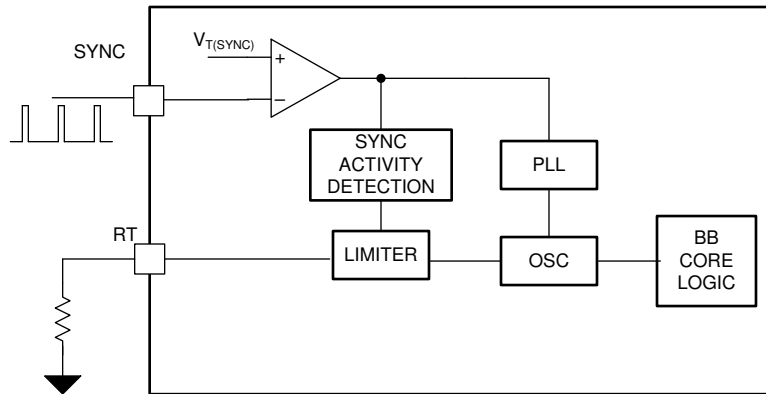 SYNC
V_T(SYNC)
+
−
SYNC
ACTIVITY
DETECTION
PLL
RT
LIMITER
OSC
BB
CORE
LOGIC